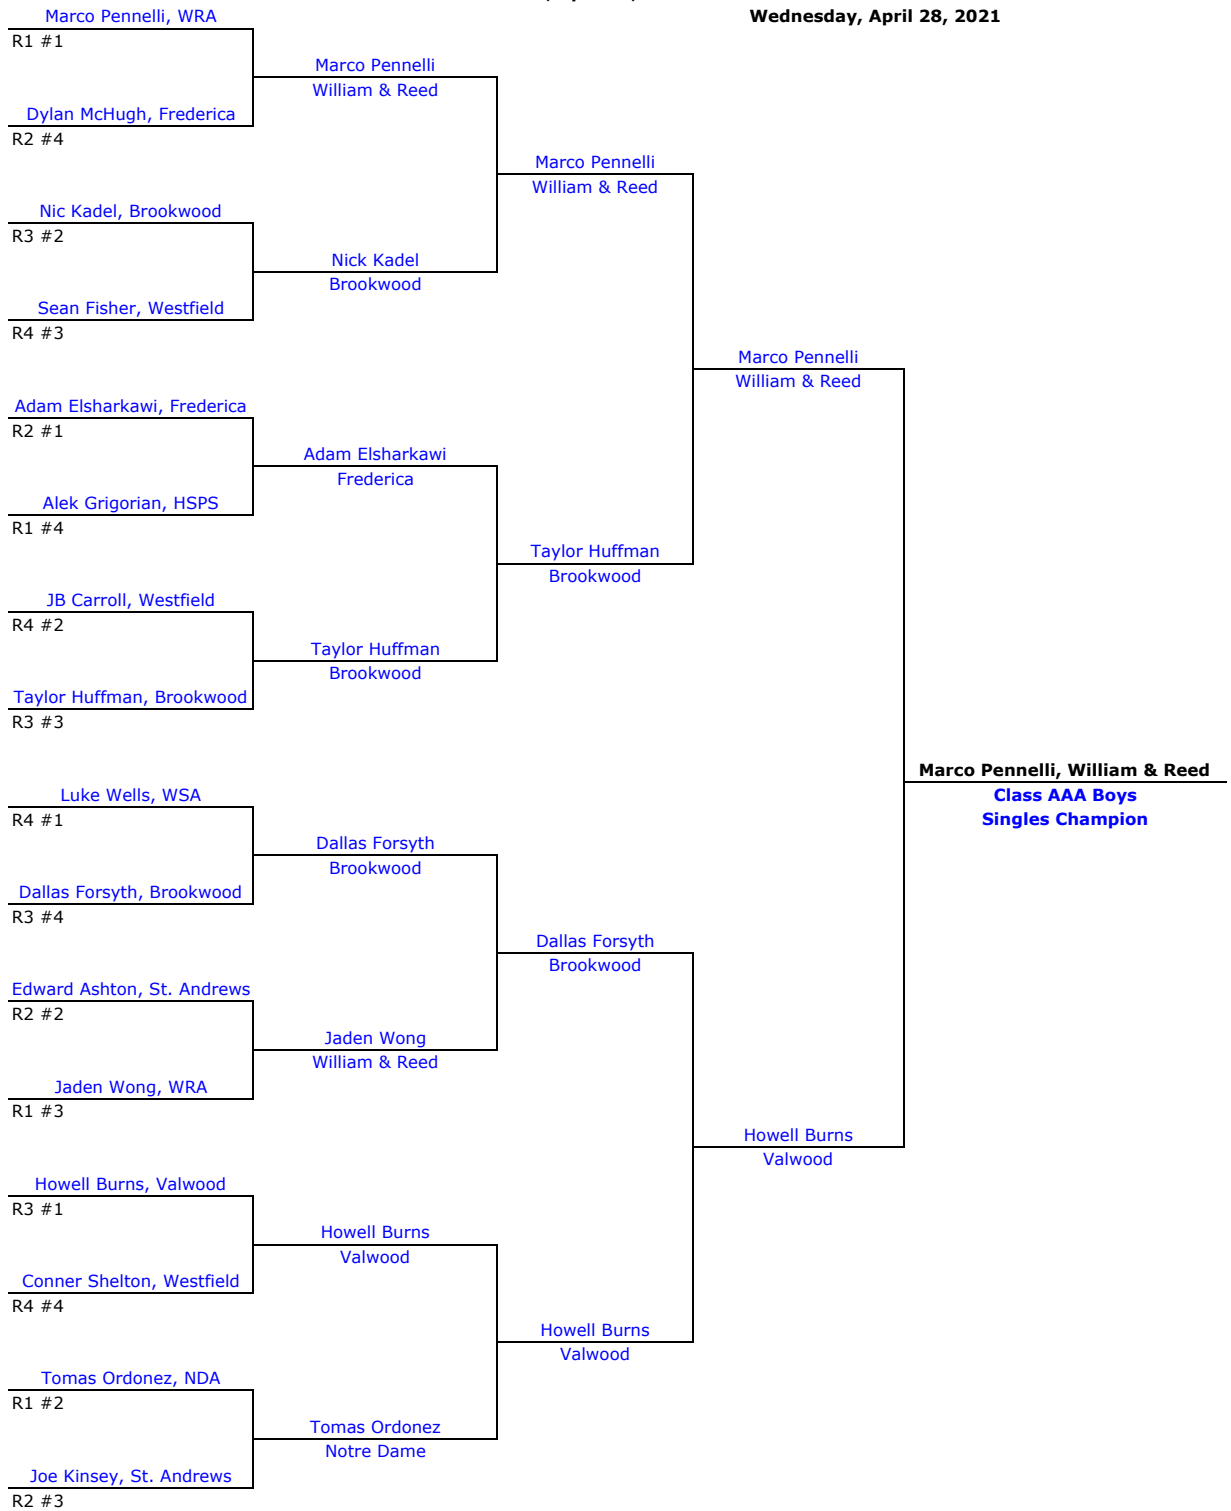 Wednesday, April 28, 2021
Marco Pennelli, WRA
R1 #1
Marco Pennelli
William & Reed
Dylan McHugh, Frederica
R2 #4
Marco Pennelli
William & Reed
Nic Kadel, Brookwood
R3 #2
Nick Kadel
Brookwood
Sean Fisher, Westfield
R4 #3
Marco Pennelli
William & Reed
Adam Elsharkawi, Frederica
R2 #1
Adam Elsharkawi
Frederica
Alek Grigorian, HSPS
R1 #4
Taylor Huffman
Brookwood
JB Carroll, Westfield
R4 #2
Taylor Huffman
Brookwood
Taylor Huffman, Brookwood
R3 #3
Marco Pennelli, William & Reed
Class AAA Boys
Singles Champion
Luke Wells, WSA
R4 #1
Dallas Forsyth
Brookwood
Dallas Forsyth, Brookwood
R3 #4
Dallas Forsyth
Brookwood
Edward Ashton, St. Andrews
R2 #2
Jaden Wong
William & Reed
Jaden Wong, WRA
R1 #3
Howell Burns
Valwood
Howell Burns, Valwood
R3 #1
Howell Burns
Valwood
Conner Shelton, Westfield
R4 #4
Howell Burns
Valwood
Tomas Ordonez, NDA
R1 #2
Tomas Ordonez
Notre Dame
Joe Kinsey, St. Andrews
R2 #3